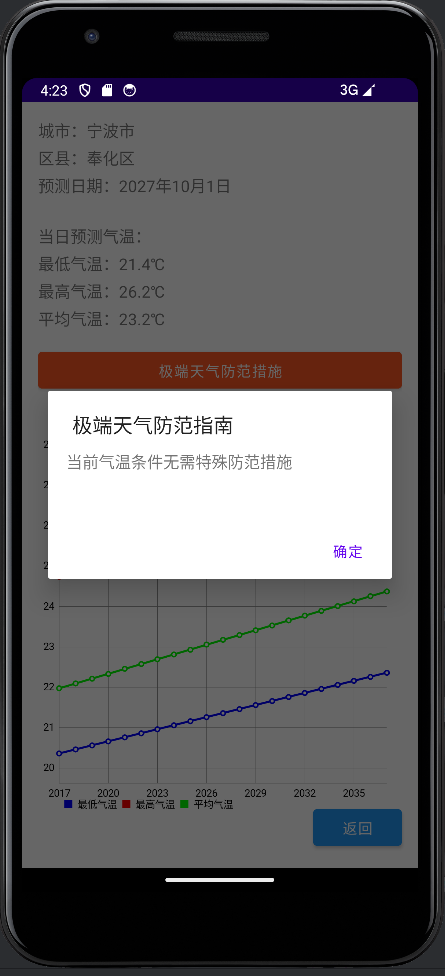 4:23
3G
城市：宁波市
区县：奉化区
预测日期：2027年10月1日
当日预测气温：
最低气温：21.4℃
最高气温：26.2℃
平均气温：23.2℃
极端天气防范措施
极端天气防范指南
当前气温条件无需特殊防范措施
确定
24
23
22
21
20
2017 2020 2023 2026 2029 2032 2035
最低气温 最高气温 平均气温
返回